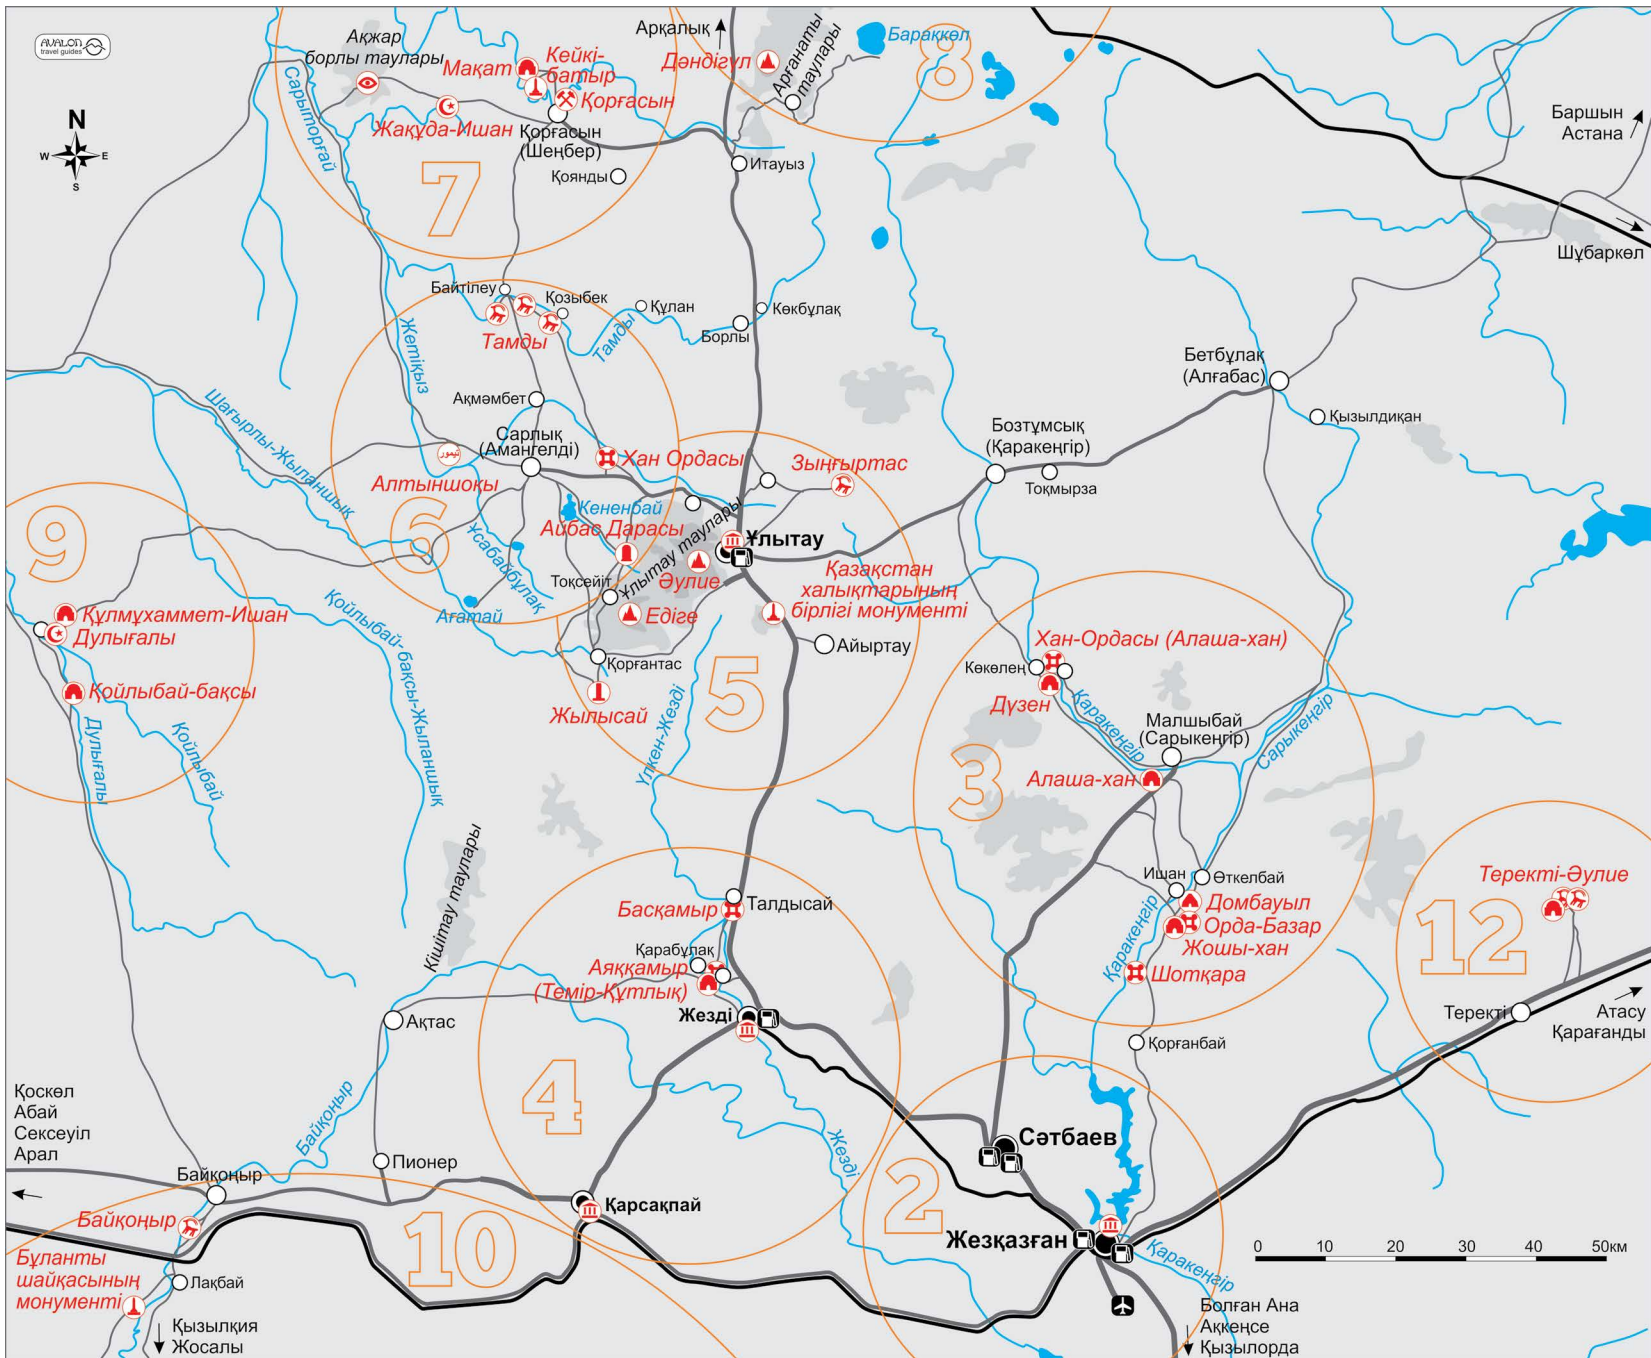 AVALON
travel guides
N
W
E
S
Ақжар
борлы таулары
Мақат
Кейкі-
батыр
Қорғасын
Жақұда-Ишан
Қорғасын
(Шеңбер)
Қоянды
Сарыторғай
7
Арқалық
Дәндігүл
Арғанаты
таулары
Бараккөл
8
Итауыз
Баршын
Астана
Шұбаркөл
Байтілеу
Қозыбек
Тамды
Тамды
Құлан
Көкбұлақ
Борлы
Жетіқыз
Ақмәмбет
Сарлық
(Амангелді)
Хан Ордасы
Алтыншоқы
Шағырлы-Жыланшық
6
Кененбай
Айбас Дарасы
Ұсабайбұлақ
Ағатай
Тоқсейіт
Ұлытау таулары
Әулие
Едіге
Қорғантас
Жылысай
Зыңғыртас
Ұлытау
Қазақстан
халықтарының
бірлігі монументі
Айыртау
5
Үлкен-Жезді
Бетбұлақ
(Алғабас)
Қызылдиқан
Бозтұмсық
(Қаракеңгір)
Тоқмырза
9
Құлмұхаммет-Ишан
Дулығалы
Қойлыбай-бақсы
Дулығалы
Қойлыбай
Қойлыбай-бақсы-Жыланшық
Хан-Ордасы (Алаша-хан)
Көкөлең
Дүзен
Қаракеңгір
Малшыбай
(Сарыкеңгір)
Сарыкеңгір
Алаша-хан
3
Ишан
Өткелбай
Домбауыл
Орда-Базар
Жошы-хан
Қаракеңгір
Шотқара
Қорғанбай
Теректі-Әулие
12
Теректі
Атасу
Қарағанды
Кішітау таулары
Басқамыр
Талдысай
Қарабұлақ
Аяққамыр
(Темір-Құтлық)
Жезді
Ақтас
4
Жезді
Қоскөл
Абай
Сексеуіл
Арал
Байқоңыр
Байқоңыр
Пионер
Қарсақпай
Байқоңыр
Бұланты
шайқасының
монументі
Лақбай
Қызылқия
Жосалы
10
2
Сәтбаев
Жезқазған
Қаракеңгір
Болған Ана
Ақкеңсе
Қызылорда
0 10 20 30 40 50км